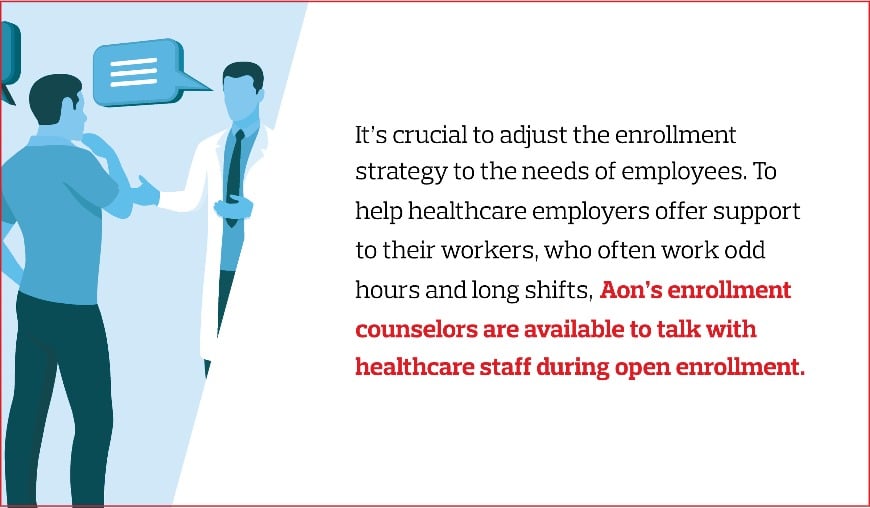 It’s crucial to adjust the enrollment
strategy to the needs of employees. To
help healthcare employers offer support
to their workers, who often work odd
hours and long shifts, Aon’s enrollment
counselors are available to talk with
healthcare staff during open enrollment.